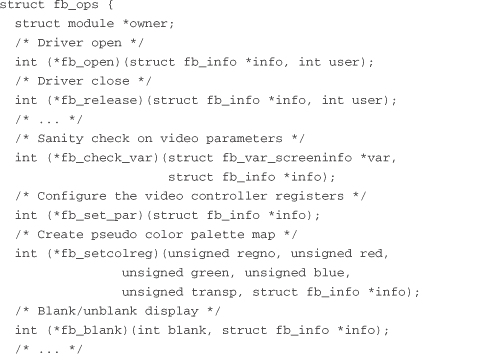 struct fb_ops {
  struct module *owner;
  /* Driver open */
  int (*fb_open)(struct fb_info *info, int user);
  /* Driver close */
  int (*fb_release)(struct fb_info *info, int user);
  /* ... */
  /* Sanity check on video parameters */
  int (*fb_check_var)(struct fb_var_screeninfo *var,
                      struct fb_info *info);
  /* Configure the video controller registers */
  int (*fb_set_par)(struct fb_info *info);
  /* Create pseudo color palette map */
  int (*fb_setcolreg)(unsigned regno, unsigned red,
                unsigned green, unsigned blue,
                unsigned transp, struct fb_info *info);
  /* Blank/unblank display */
  int (*fb_blank)(int blank, struct fb_info *info);
  /* ... */